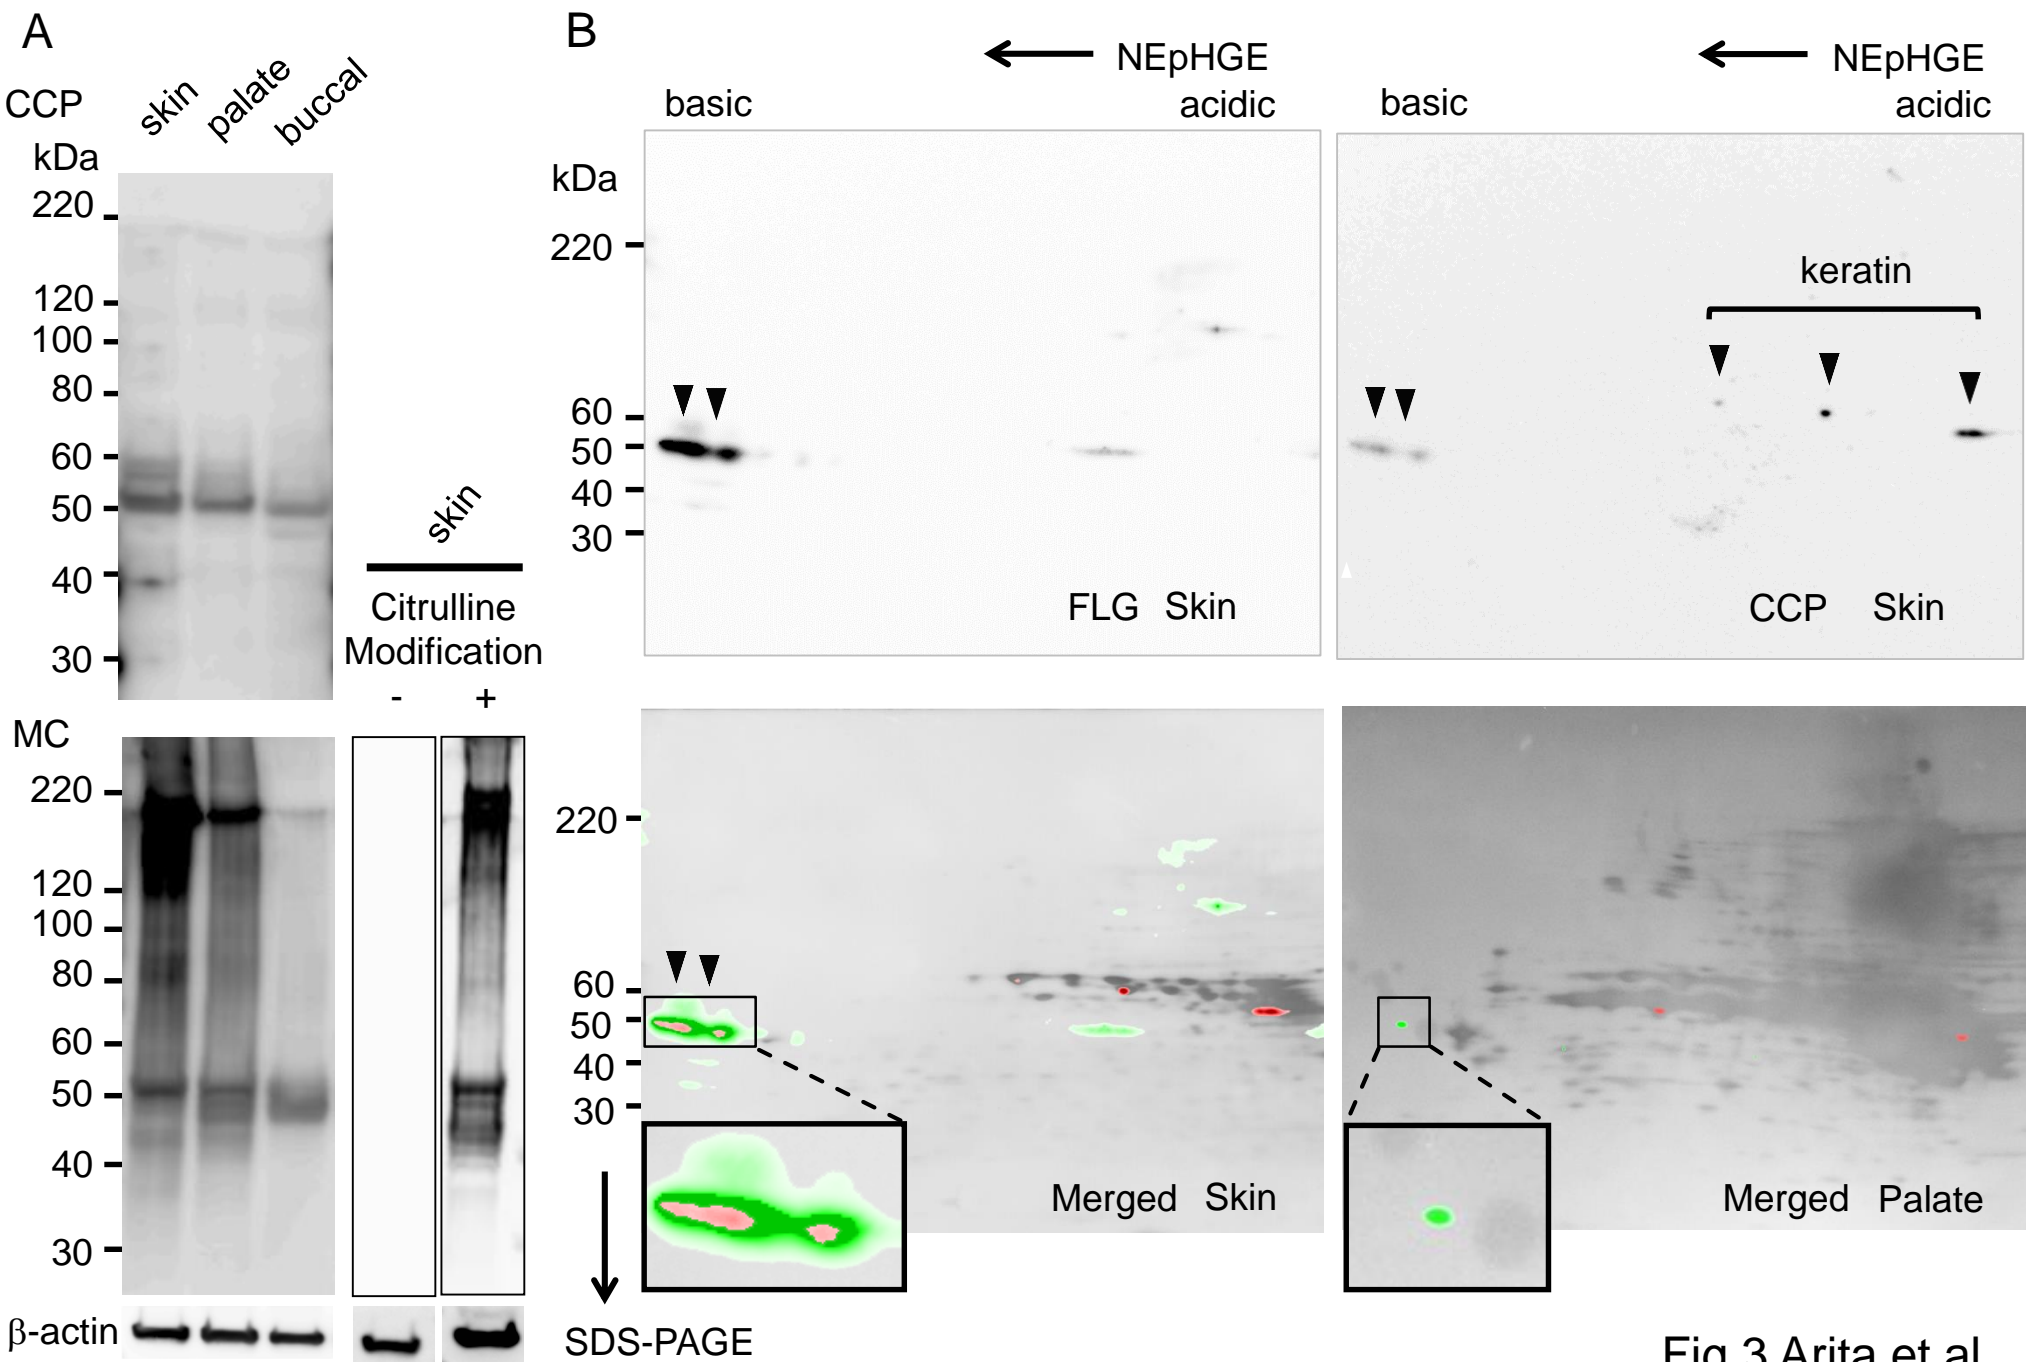 A
CCP
skin
palate
buccal
kDa
220
120
100
80
60
50
40
30
skin
Citrulline
Modification
- +
MC
220
120
100
80
60
50
40
30
β-actin
B
NEpHGE
basic acidic
kDa
220
60
50
40
30
FLG Skin
NEpHGE
basic acidic
keratin
CCP Skin
220
60
50
40
30
Merged Skin
Merged Palate
SDS-PAGE
Fig 3 Arita et al